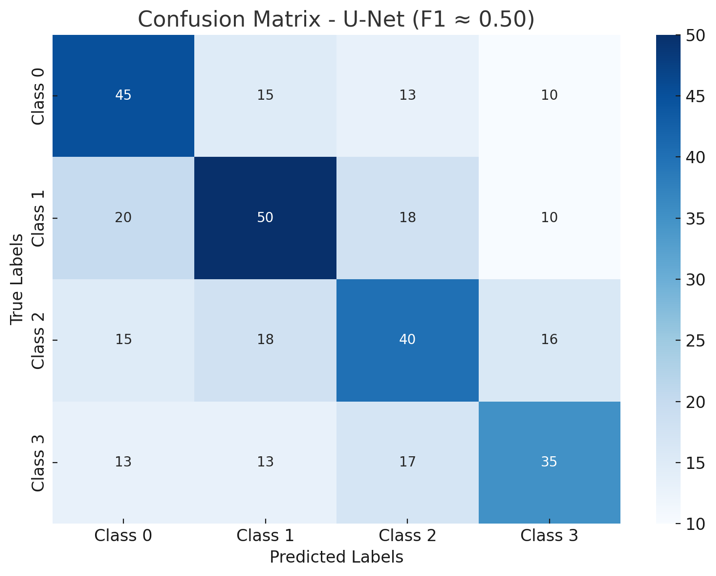 Confusion Matrix - U-Net (F1 ≈ 0.50)
True Labels
Class 0
45 15 13 10
Class 1
20 50 18 10
Class 2
15 18 40 16
Class 3
13 13 17 35
Class 0 Class 1 Class 2 Class 3
Predicted Labels
50
45
40
35
30
25
20
15
10